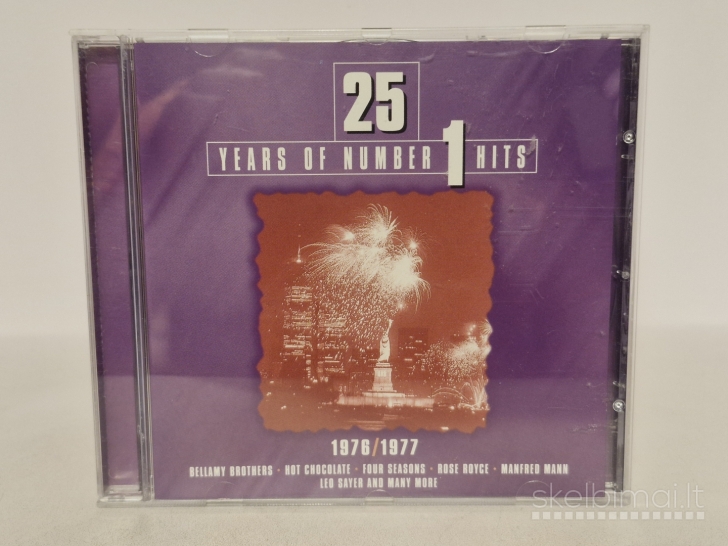 25
YEARS OF NUMBER 1 HITS
1976/1977
BELLAMY BROTHERS · HOT CHOCOLATE · FOUR SEASONS · ROSE ROYCE · MANFRED MANN
LEO SAYER AND MANY MORE
skelbimai.lt